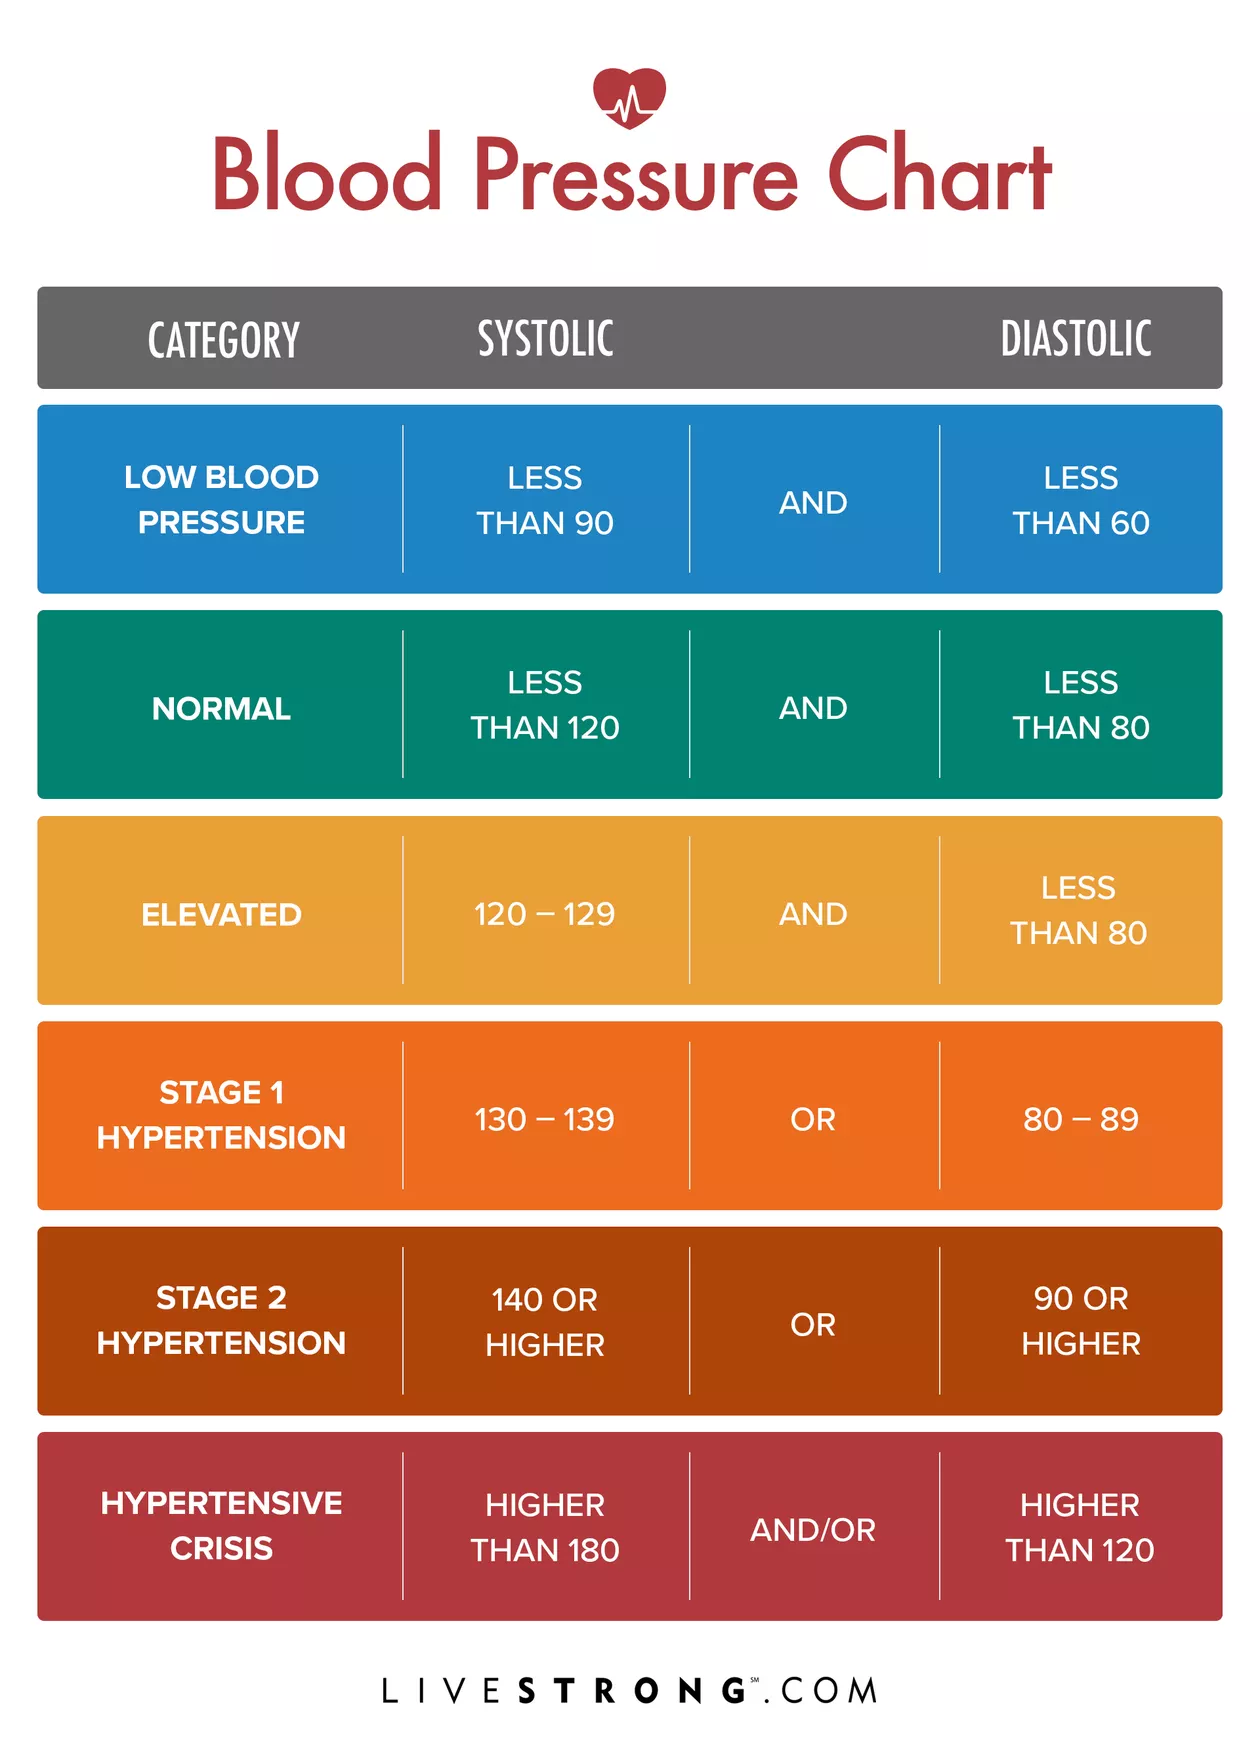 Blood Pressure Chart
CATEGORY SYSTOLIC DIASTOLIC
LOW BLOOD
PRESSURE
LESS
THAN 90
AND
LESS
THAN 60
NORMAL
LESS
THAN 120
AND
LESS
THAN 80
ELEVATED
120 – 129
AND
LESS
THAN 80
STAGE 1
HYPERTENSION
130 – 139
OR
80 – 89
STAGE 2
HYPERTENSION
140 OR
HIGHER
OR
90 OR
HIGHER
HYPERTENSIVE
CRISIS
HIGHER
THAN 180
AND/OR
HIGHER
THAN 120
LIVESTRONG℠.COM